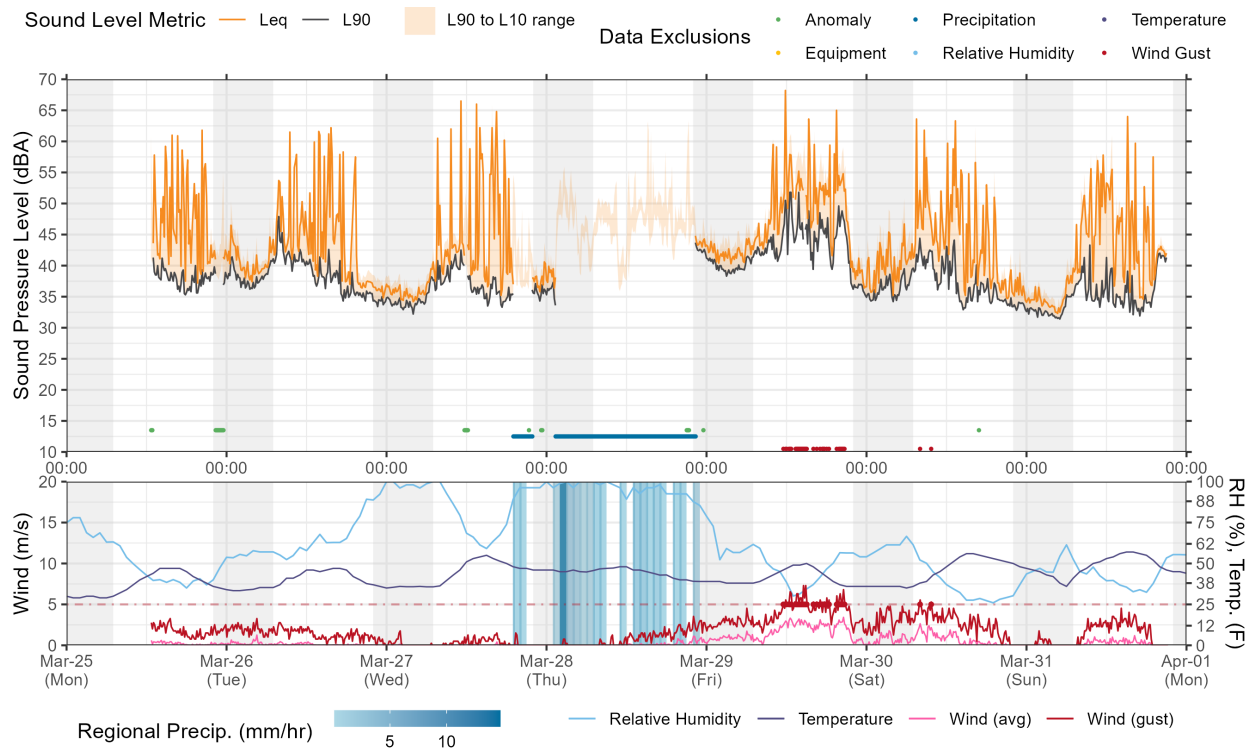 Sound Level Metric Leq L90 L90 to L10 range
Data Exclusions
Anomaly Precipitation Temperature
Equipment Relative Humidity Wind Gust
Sound Pressure Level (dBA)
70
65
60
55
50
45
40
35
30
25
20
15
10
00:00 00:00 00:00 00:00 00:00 00:00 00:00 00:00
Wind (m/s)
20
15
10
5
0
RH (%), Temp. (F)
100
88
75
62
50
38
25
12
0
Mar-25 Mar-26 Mar-27 Mar-28 Mar-29 Mar-30 Mar-31 Apr-01
(Mon) (Tue) (Wed) (Thu) (Fri) (Sat) (Sun) (Mon)
Regional Precip. (mm/hr)
5 10
Relative Humidity Temperature Wind (avg) Wind (gust)